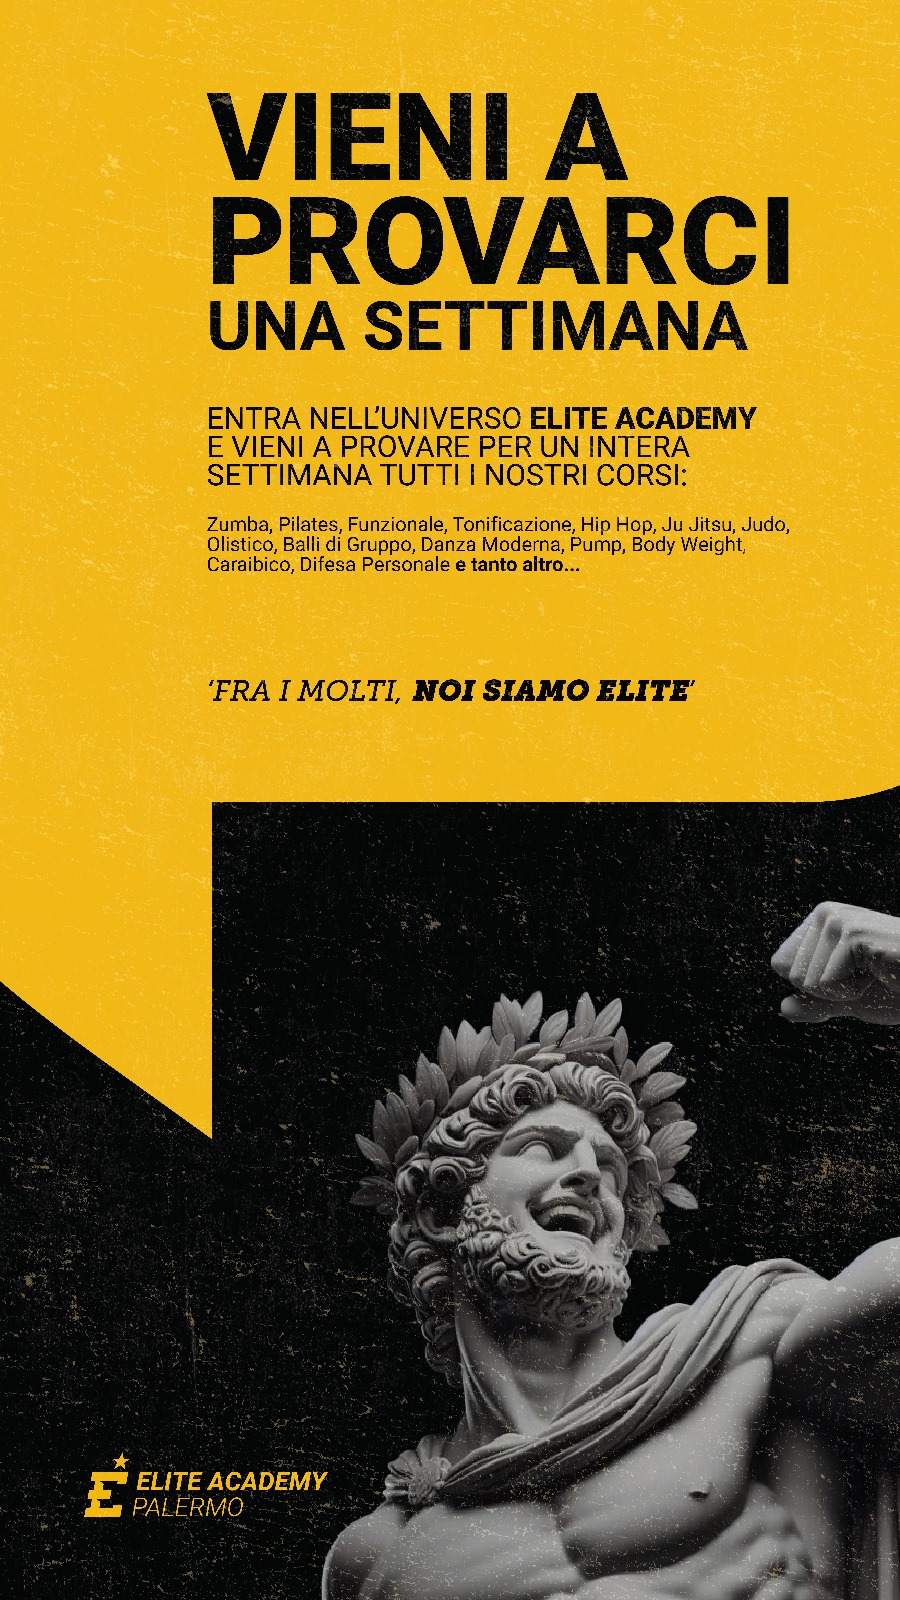 VIENI A
PROVARCI
UNA SETTIMANA
ENTRA NELL'UNIVERSO ELITE ACADEMY
E VIENI A PROVARE PER UN INTERA
SETTIMANA TUTTI I NOSTRI CORSI:
Zumba, Pilates, Funzionale, Tonificazione, Hip Hop, Ju Jitsu, Judo,
Olistico, Balli di Gruppo, Danza Moderna, Pump, Body Weight,
Caraibico, Difesa Personale e tanto altro...
'FRA I MOLTI, NOI SIAMO ELITE'
E ELITE ACADEMY
PALERMO